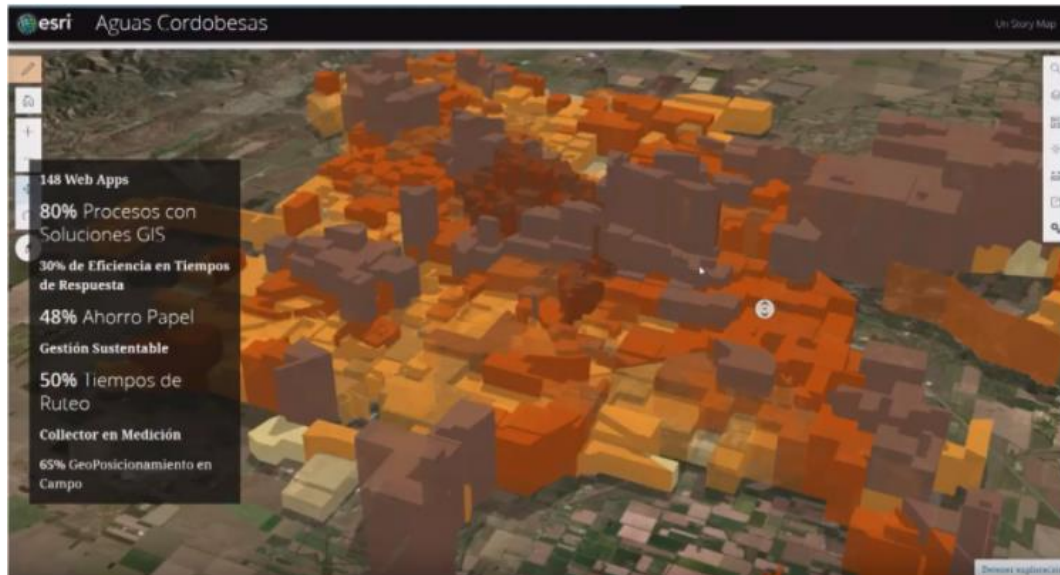 esri Aguas Cordobesas
Un Story Map
148 Web Apps
80% Procesos con
Soluciones GIS
30% de Eficiencia en Tiempos
de Respuesta
48% Ahorro Papel
Gestión Sustentable
50% Tiempos de
Ruteo
Collector en Medición
65% GeoPosicionamiento en
Campo